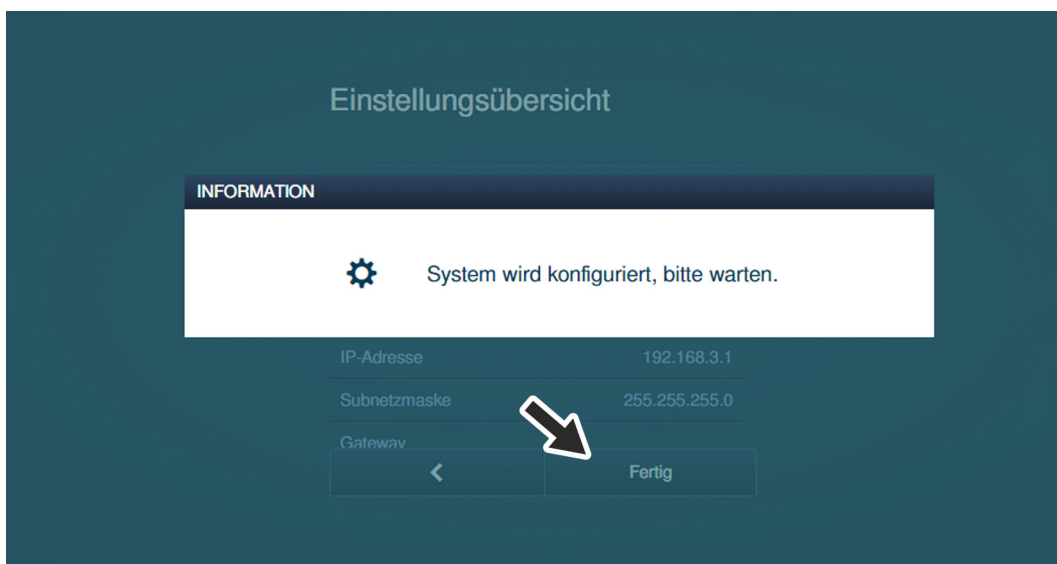 Einstellungsübersicht
INFORMATION
System wird konfiguriert, bitte warten.
IP-Adresse 192.168.3.1
Subnetzmaske 255.255.255.0
Gateway
Fertig